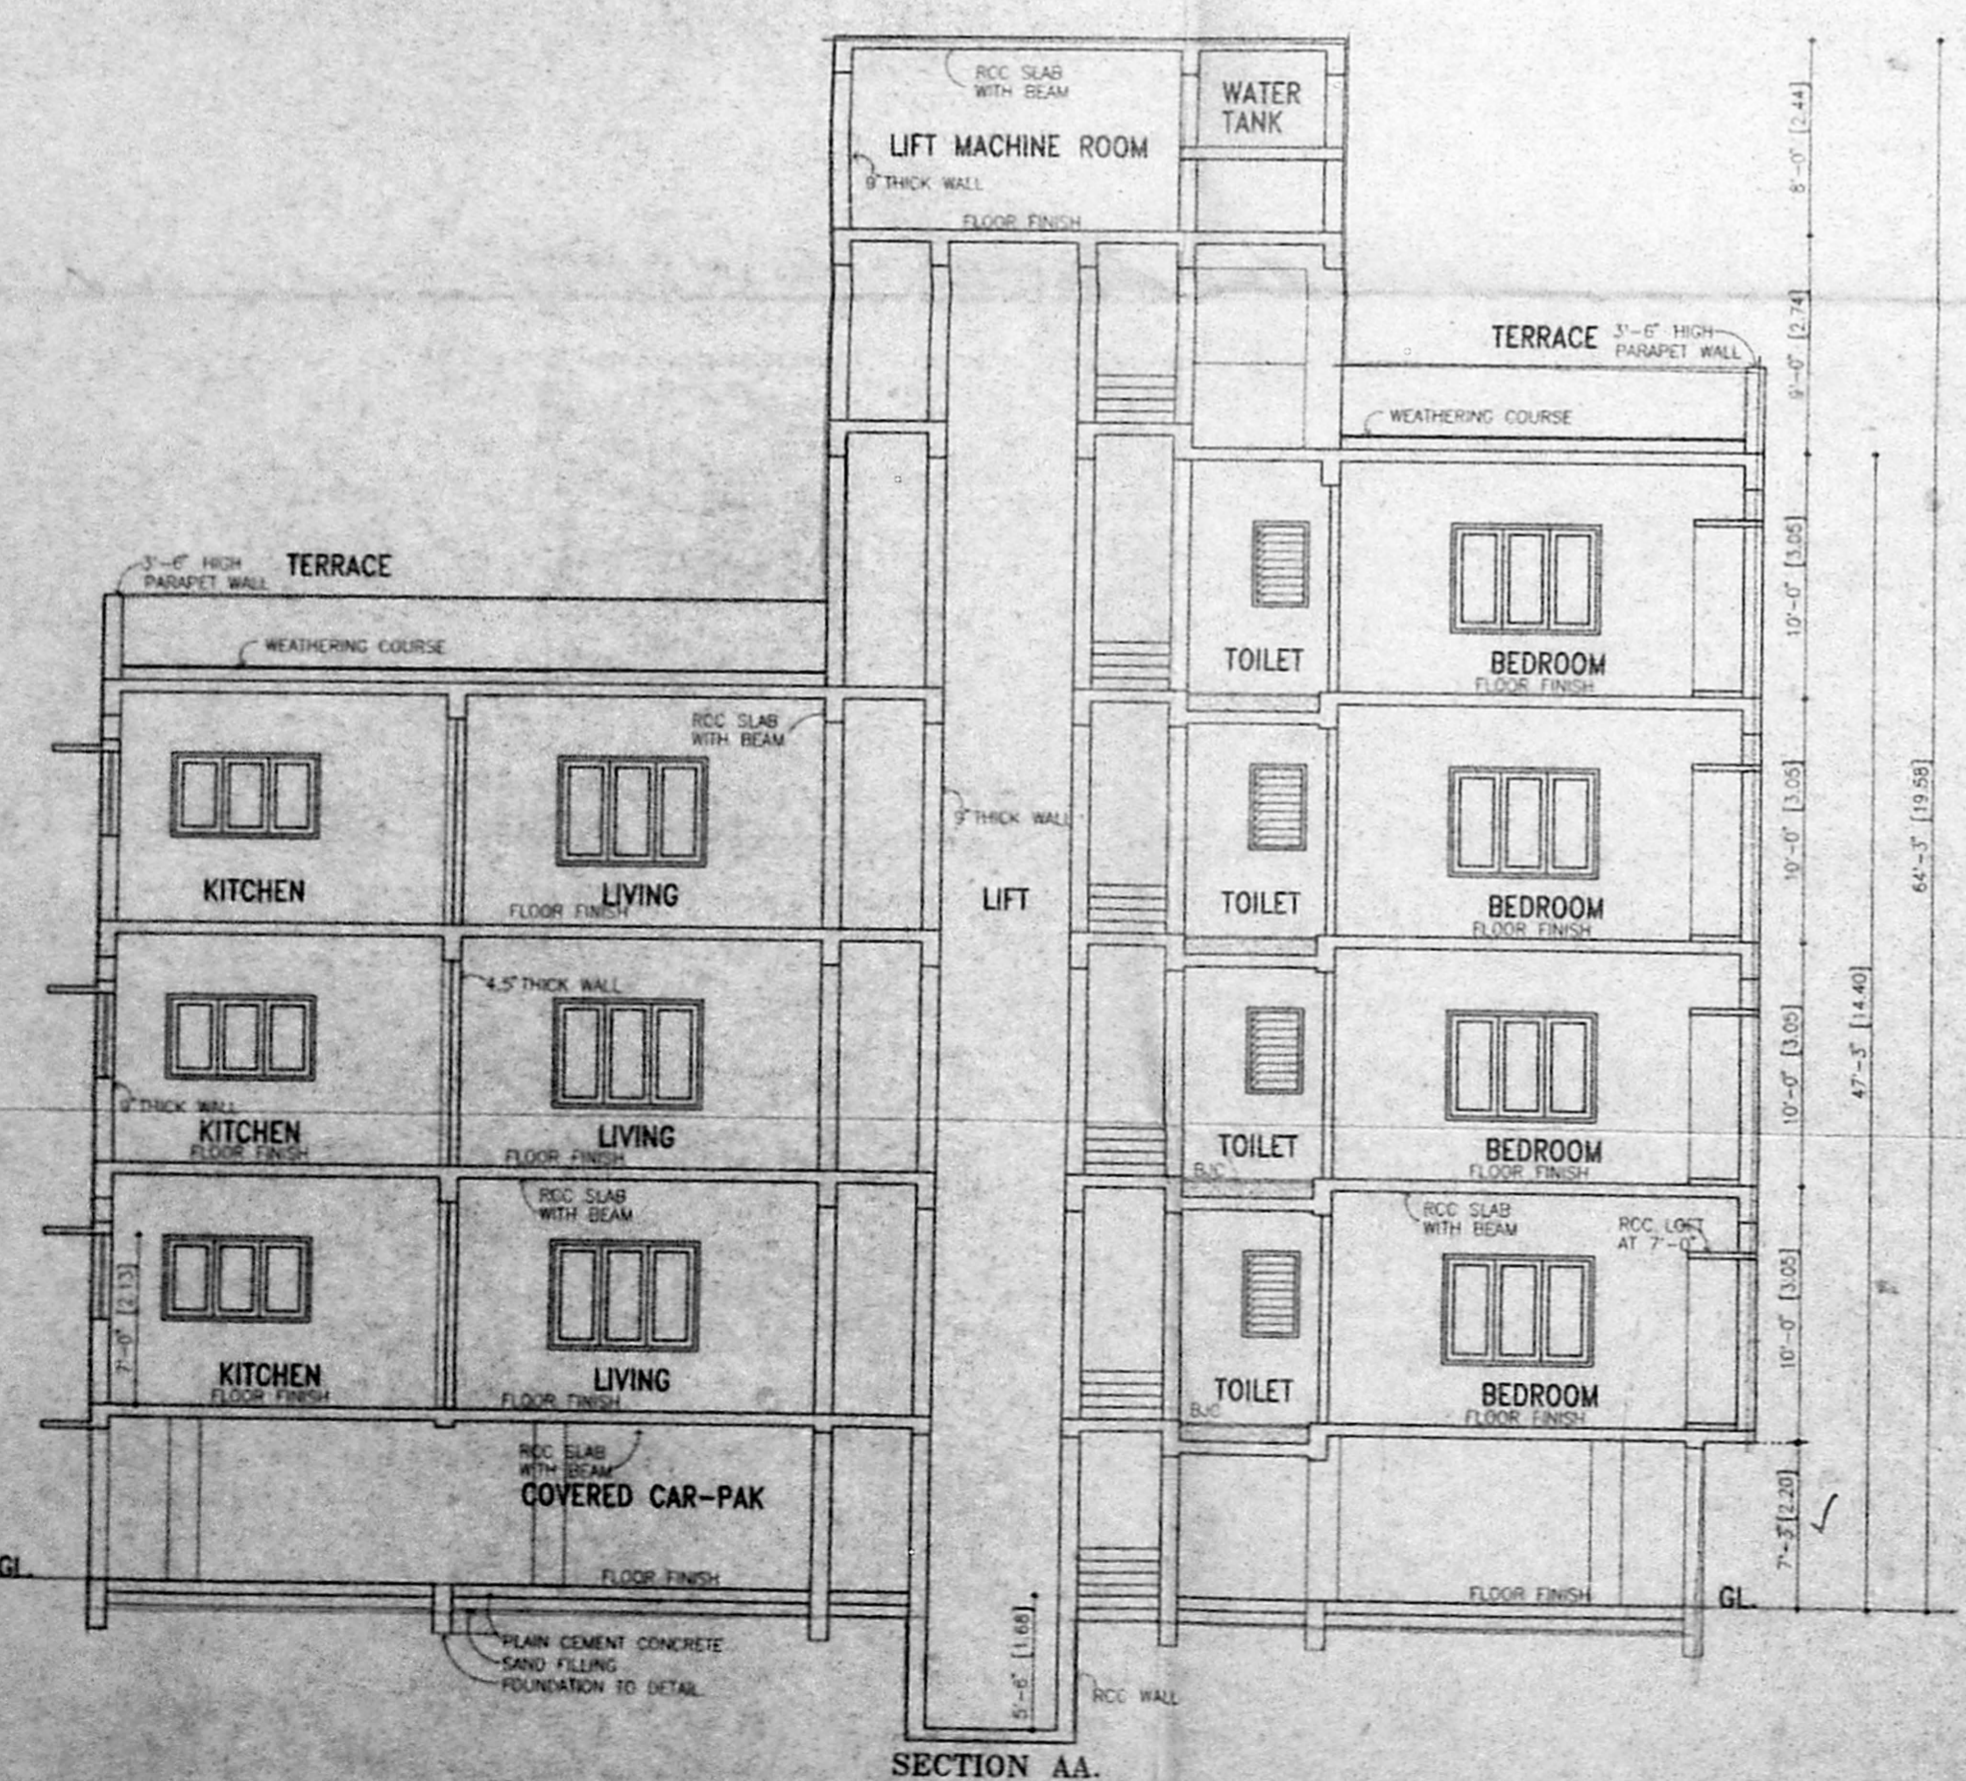 RCC SLAB
WITH BEAM
WATER
TANK
LIFT MACHINE ROOM
9" THICK WALL
FLOOR FINISH
8'-0" [2.44]
TERRACE
3'-6" HIGH
PARAPET WALL
WEATHERING COURSE
9'-0" [2.74]
3'-6" HIGH
PARAPET WALL
TERRACE
WEATHERING COURSE
TOILET
BEDROOM
FLOOR FINISH
10'-0" [3.05]
RCC SLAB
WITH BEAM
KITCHEN
LIVING
FLOOR FINISH
9" THICK WALL
LIFT
TOILET
BEDROOM
FLOOR FINISH
10'-0" [3.05]
64'-3" [19.58]
4.5" THICK WALL
9" THICK WALL
KITCHEN
FLOOR FINISH
LIVING
FLOOR FINISH
TOILET
BJC
BEDROOM
FLOOR FINISH
10'-0" [3.05]
47'-3" [14.40]
RCC SLAB
WITH BEAM
7'-0" [2.13]
KITCHEN
FLOOR FINISH
LIVING
FLOOR FINISH
TOILET
BJC
RCC SLAB
WITH BEAM
RCC LOFT
AT 7'-0"
BEDROOM
FLOOR FINISH
10'-0" [3.05]
RCC SLAB
WITH BEAM
COVERED CAR-PAK
FLOOR FINISH
GL.
FLOOR FINISH
GL.
7'-3" [2.20]
PLAIN CEMENT CONCRETE
SAND FILLING
FOUNDATION TO DETAIL
5'-6" [1.68]
RCC WALL
SECTION AA.